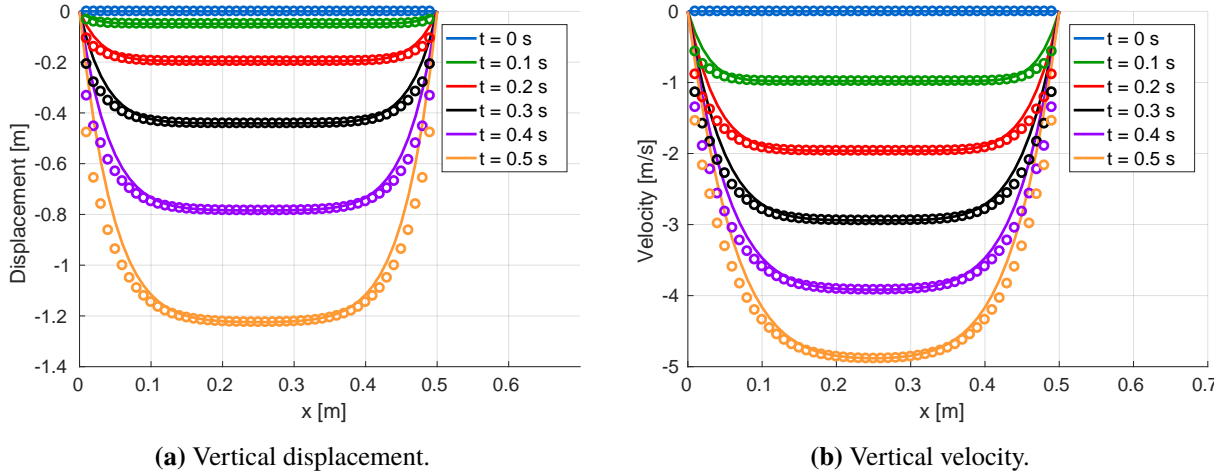 0
-0.2
-0.4
-0.6
-0.8
-1
-1.2
-1.4
Displacement [m]
0 0.1 0.2 0.3 0.4 0.5 0.6
x [m]
t = 0 s
t = 0.1 s
t = 0.2 s
t = 0.3 s
t = 0.4 s
t = 0.5 s
(a) Vertical displacement.
0
-1
-2
-3
-4
-5
Velocity [m/s]
0 0.1 0.2 0.3 0.4 0.5 0.6 0.7
x [m]
t = 0 s
t = 0.1 s
t = 0.2 s
t = 0.3 s
t = 0.4 s
t = 0.5 s
(b) Vertical velocity.